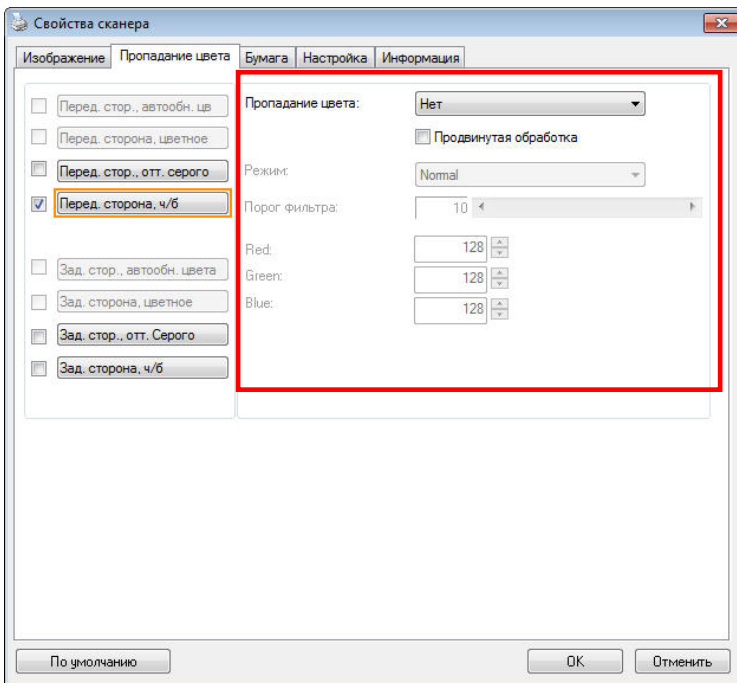 Свойства сканера
Изображение Пропадание цвета Бумага Настройка Информация
Перед. стор., автообн. цв
Перед. сторона, цветное
Перед. стор., отт. серого
Перед. сторона, ч/б
Зад. стор., автообн. цвета
Зад. сторона, цветное
Зад. стор., отт. Серого
Зад. сторона, ч/б
Пропадание цвета: Нет
Продвинутая обработка
Режим: Normal
Порог фильтра: 10
Red: 128
Green: 128
Blue: 128
По умолчанию OK Отменить